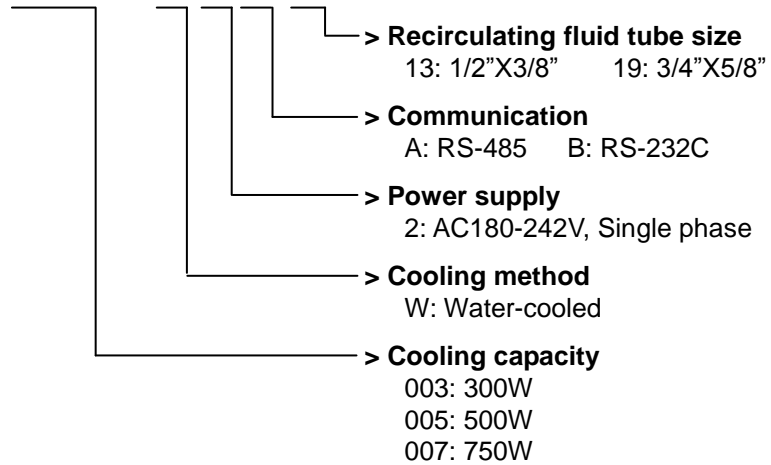 > Recirculating fluid tube size
13: 1/2”X3/8” 19: 3/4”X5/8”
> Communication
A: RS-485 B: RS-232C
> Power supply
2: AC180-242V, Single phase
> Cooling method
W: Water-cooled
> Cooling capacity
003: 300W
005: 500W
007: 750W